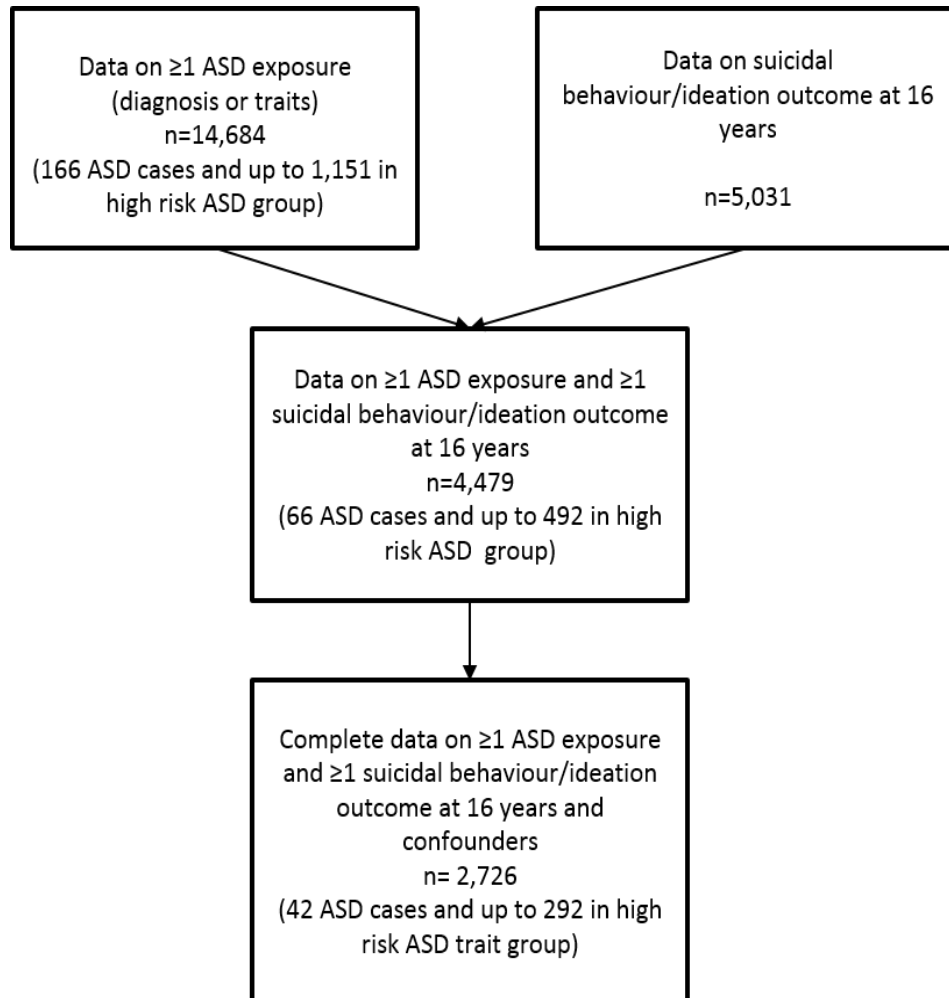 Data on ≥1 ASD exposure
(diagnosis or traits)
n=14,684
(166 ASD cases and up to 1,151 in
high risk ASD group)
Data on suicidal
behaviour/ideation outcome at 16
years
n=5,031
Data on ≥1 ASD exposure and ≥1
suicidal behaviour/ideation outcome
at 16 years
n=4,479
(66 ASD cases and up to 492 in high
risk ASD group)
Complete data on ≥1 ASD exposure
and ≥1 suicidal behaviour/ideation
outcome at 16 years and
confounders
n= 2,726
(42 ASD cases and up to 292 in high
risk ASD trait group)